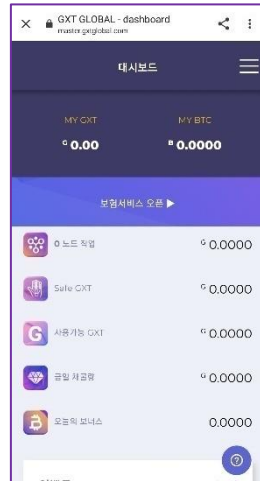 GXT GLOBAL - dashboard
master.gxglobal.com
대시보드
MY GXT
MY BTC
G 0.00
B 0.0000
보험서비스 오픈 ▶
0 노드 작업
G 0.0000
Safe GXT
G 0.0000
사용가능 GXT
G 0.0000
금일 채굴량
G 0.0000
오늘의 보너스
0.0000